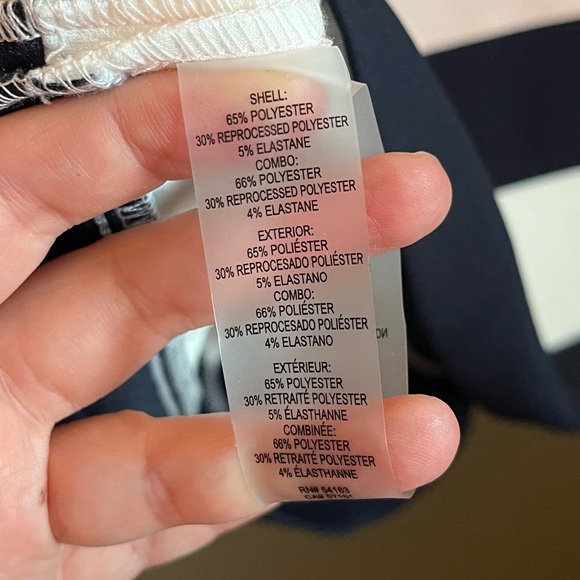 SHELL:
65% POLYESTER
30% REPROCESSED POLYESTER
5% ELASTANE
COMBO:
66% POLYESTER
30% REPROCESSED POLYESTER
4% ELASTANE
EXTERIOR:
65% POLIÉSTER
30% REPROCESADO POLIÉSTER
5% ELASTANO
COMBO:
66% POLIÉSTER
30% REPROCESADO POLIÉSTER
4% ELASTANO
EXTÉRIEUR:
65% POLYESTER
30% RETRAITÉ POLYESTER
5% ÉLASTHANNE
COMBINÉE:
66% POLYESTER
30% RETRAITÉ POLYESTER
4% ÉLASTHANNE
RN# 54163